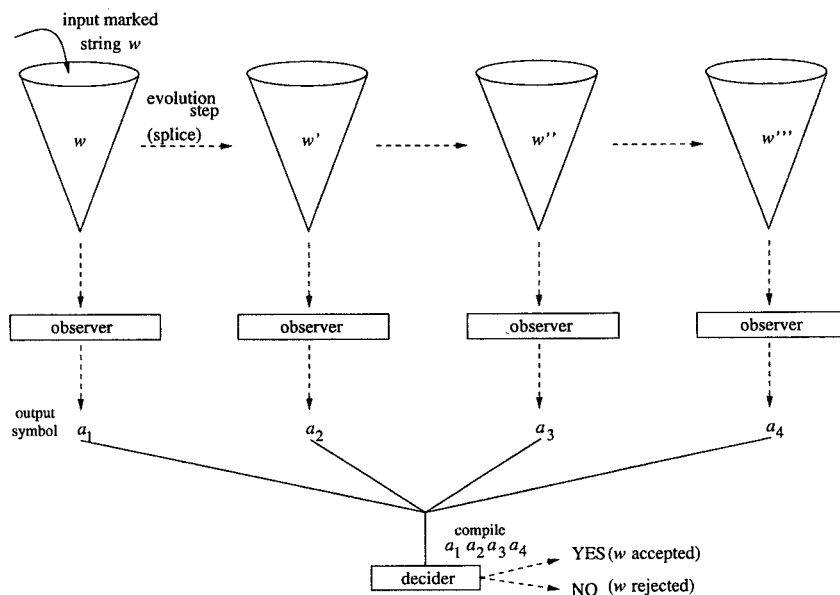 input marked
string w
evolution
step
(splice)
w
w'
w''
w'''
observer
observer
observer
observer
output
symbol
a1
a2
a3
a4
compile
a1 a2 a3 a4
decider
YES (w accepted)
NO (w rejected)